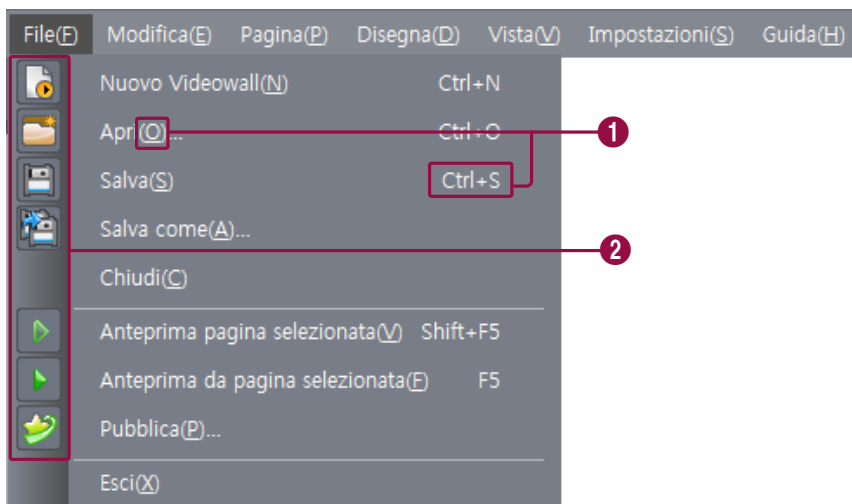 File(F) Modifica(E) Pagina(P) Disegna(D) Vista(V) Impostazioni(S) Guida(H)
Nuovo Videowall(N) Ctrl+N
Apri(O)... Ctrl+O
1
Salva(S) Ctrl+S
Salva come(A)...
2
Chiudi(C)
Anteprima pagina selezionata(V) Shift+F5
Anteprima da pagina selezionata(F) F5
Pubblica(P)...
Esci(X)